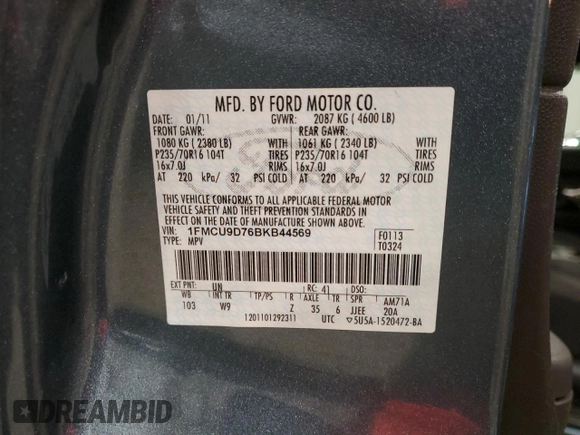 MFD. BY FORD MOTOR CO.
DATE: 01/11 GVWR: 2087 KG ( 4600 LB)
FRONT GAWR: REAR GAWR:
1080 KG ( 2380 LB) WITH 1061 KG ( 2340 LB) WITH
P235/70R16 104T TIRES P235/70R16 104T TIRES
16x7.0J RIMS 16x7.0J RIMS
AT 220 kPa/ 32 PSI COLD AT 220 kPa/ 32 PSI COLD
THIS VEHICLE CONFORMS TO ALL APPLICABLE FEDERAL MOTOR
VEHICLE SAFETY AND THEFT PREVENTION STANDARDS IN
EFFECT ON THE DATE OF MANUFACTURE SHOWN ABOVE.
VIN: 1FMCU9D76BKB44569 F0113
TYPE: MPV T0324
EXT PNT: UN RC: 41 DSO:
WB INT TR TP/PS R AXLE TR SPR AM71A
103 W9 Z 35 6 JJEE 20A
1201101292311 UTC ▽5U5A-1520472-BA
DREAMBID